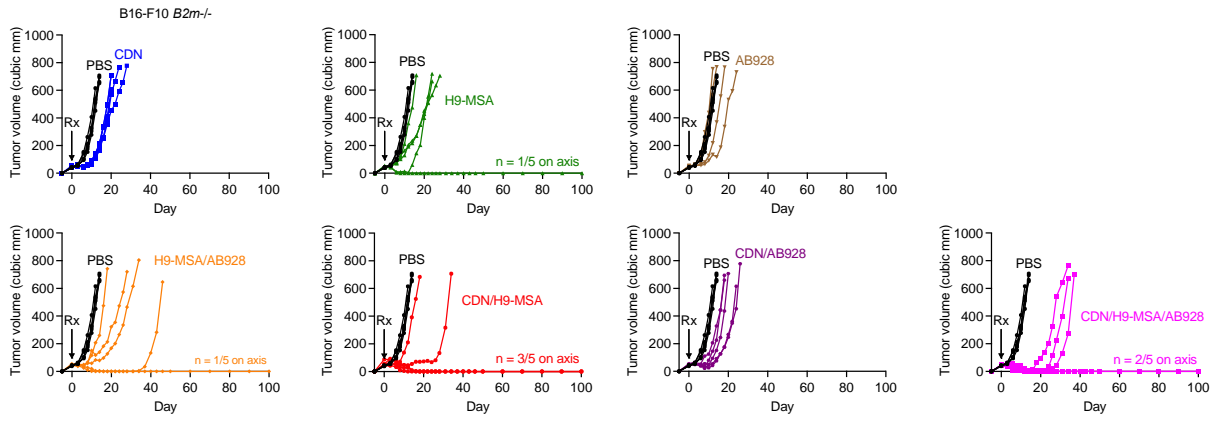 B16-F10 B2m-/-
Tumor volume (cubic mm)
1000
800
600
400
200
0
PBS
CDN
Rx
0 20 40 60 80 100
Day
Tumor volume (cubic mm)
1000
800
600
400
200
0
PBS
H9-MSA
Rx
n = 1/5 on axis
0 20 40 60 80 100
Day
Tumor volume (cubic mm)
1000
800
600
400
200
0
PBS
AB928
Rx
0 20 40 60 80 100
Day
Tumor volume (cubic mm)
1000
800
600
400
200
0
PBS
H9-MSA/AB928
Rx
n = 1/5 on axis
0 20 40 60 80 100
Day
Tumor volume (cubic mm)
1000
800
600
400
200
0
PBS
CDN/H9-MSA
Rx
n = 3/5 on axis
0 20 40 60 80 100
Day
Tumor volume (cubic mm)
1000
800
600
400
200
0
PBS
CDN/AB928
Rx
0 20 40 60 80 100
Day
Tumor volume (cubic mm)
1000
800
600
400
200
0
PBS
CDN/H9-MSA/AB928
Rx
n = 2/5 on axis
0 20 40 60 80 100
Day